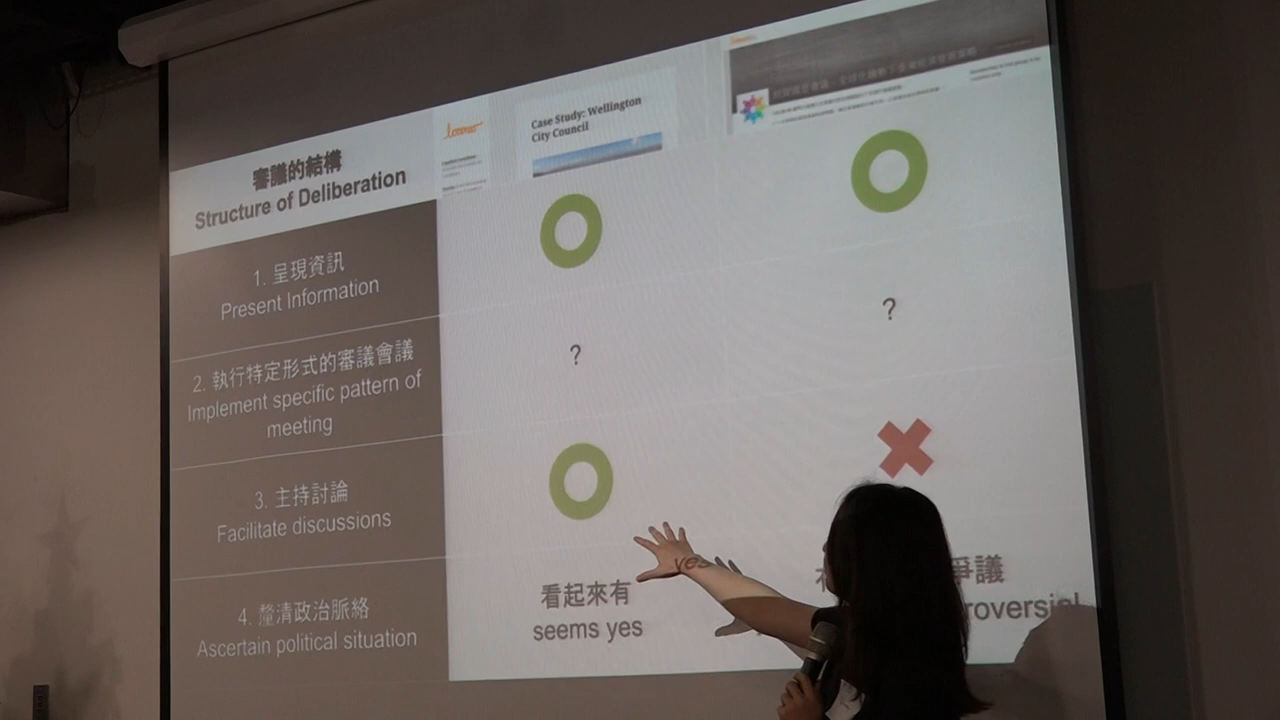 審議的結構
Structure of Deliberation
loomio
Case Study: Wellington
City Council
1. 呈現資訊
Present Information
2. 執行特定形式的審議會議
Implement specific pattern of
meeting
?
?
3. 主持討論
Facilitate discussions
4. 釐清政治脈絡
Ascertain political situation
看起來有
seems yes
yes
爭議
roversial